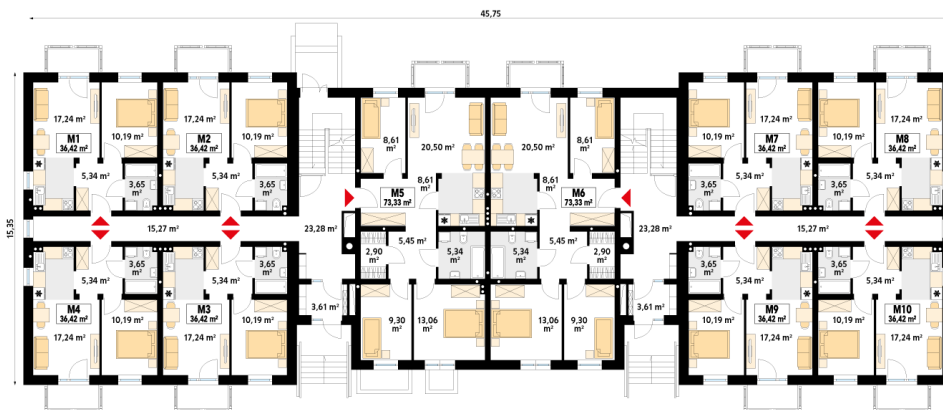 45,75
15,35
17,24 m²
M1
36,42 m²
10,19 m²
5,34 m²
3,65
m²
17,24 m²
M2
36,42 m²
10,19 m²
5,34 m²
3,65
m²
15,27 m²
23,28 m²
3,65
m²
5,34 m²
M4
36,42 m²
10,19 m²
17,24 m²
3,65
m²
5,34 m²
M3
36,42 m²
10,19 m²
17,24 m²
3,61 m²
8,61
m²
20,50 m²
8,61
m²
M5
73,33 m²
5,45
m²
2,90
m²
5,34
m²
9,30
m²
13,06
m²
20,50 m²
8,61
m²
8,61
m²
M6
73,33 m²
5,34
m²
5,45
m²
2,90
m²
13,06
m²
9,30
m²
23,28 m²
3,61 m²
17,24 m²
M7
36,42 m²
10,19 m²
3,65
m²
5,34 m²
17,24 m²
M8
36,42 m²
10,19 m²
3,65
m²
5,34 m²
15,27 m²
3,65
m²
5,34 m²
M9
36,42 m²
10,19 m²
17,24 m²
3,65
m²
5,34 m²
M10
36,42 m²
10,19 m²
17,24 m²